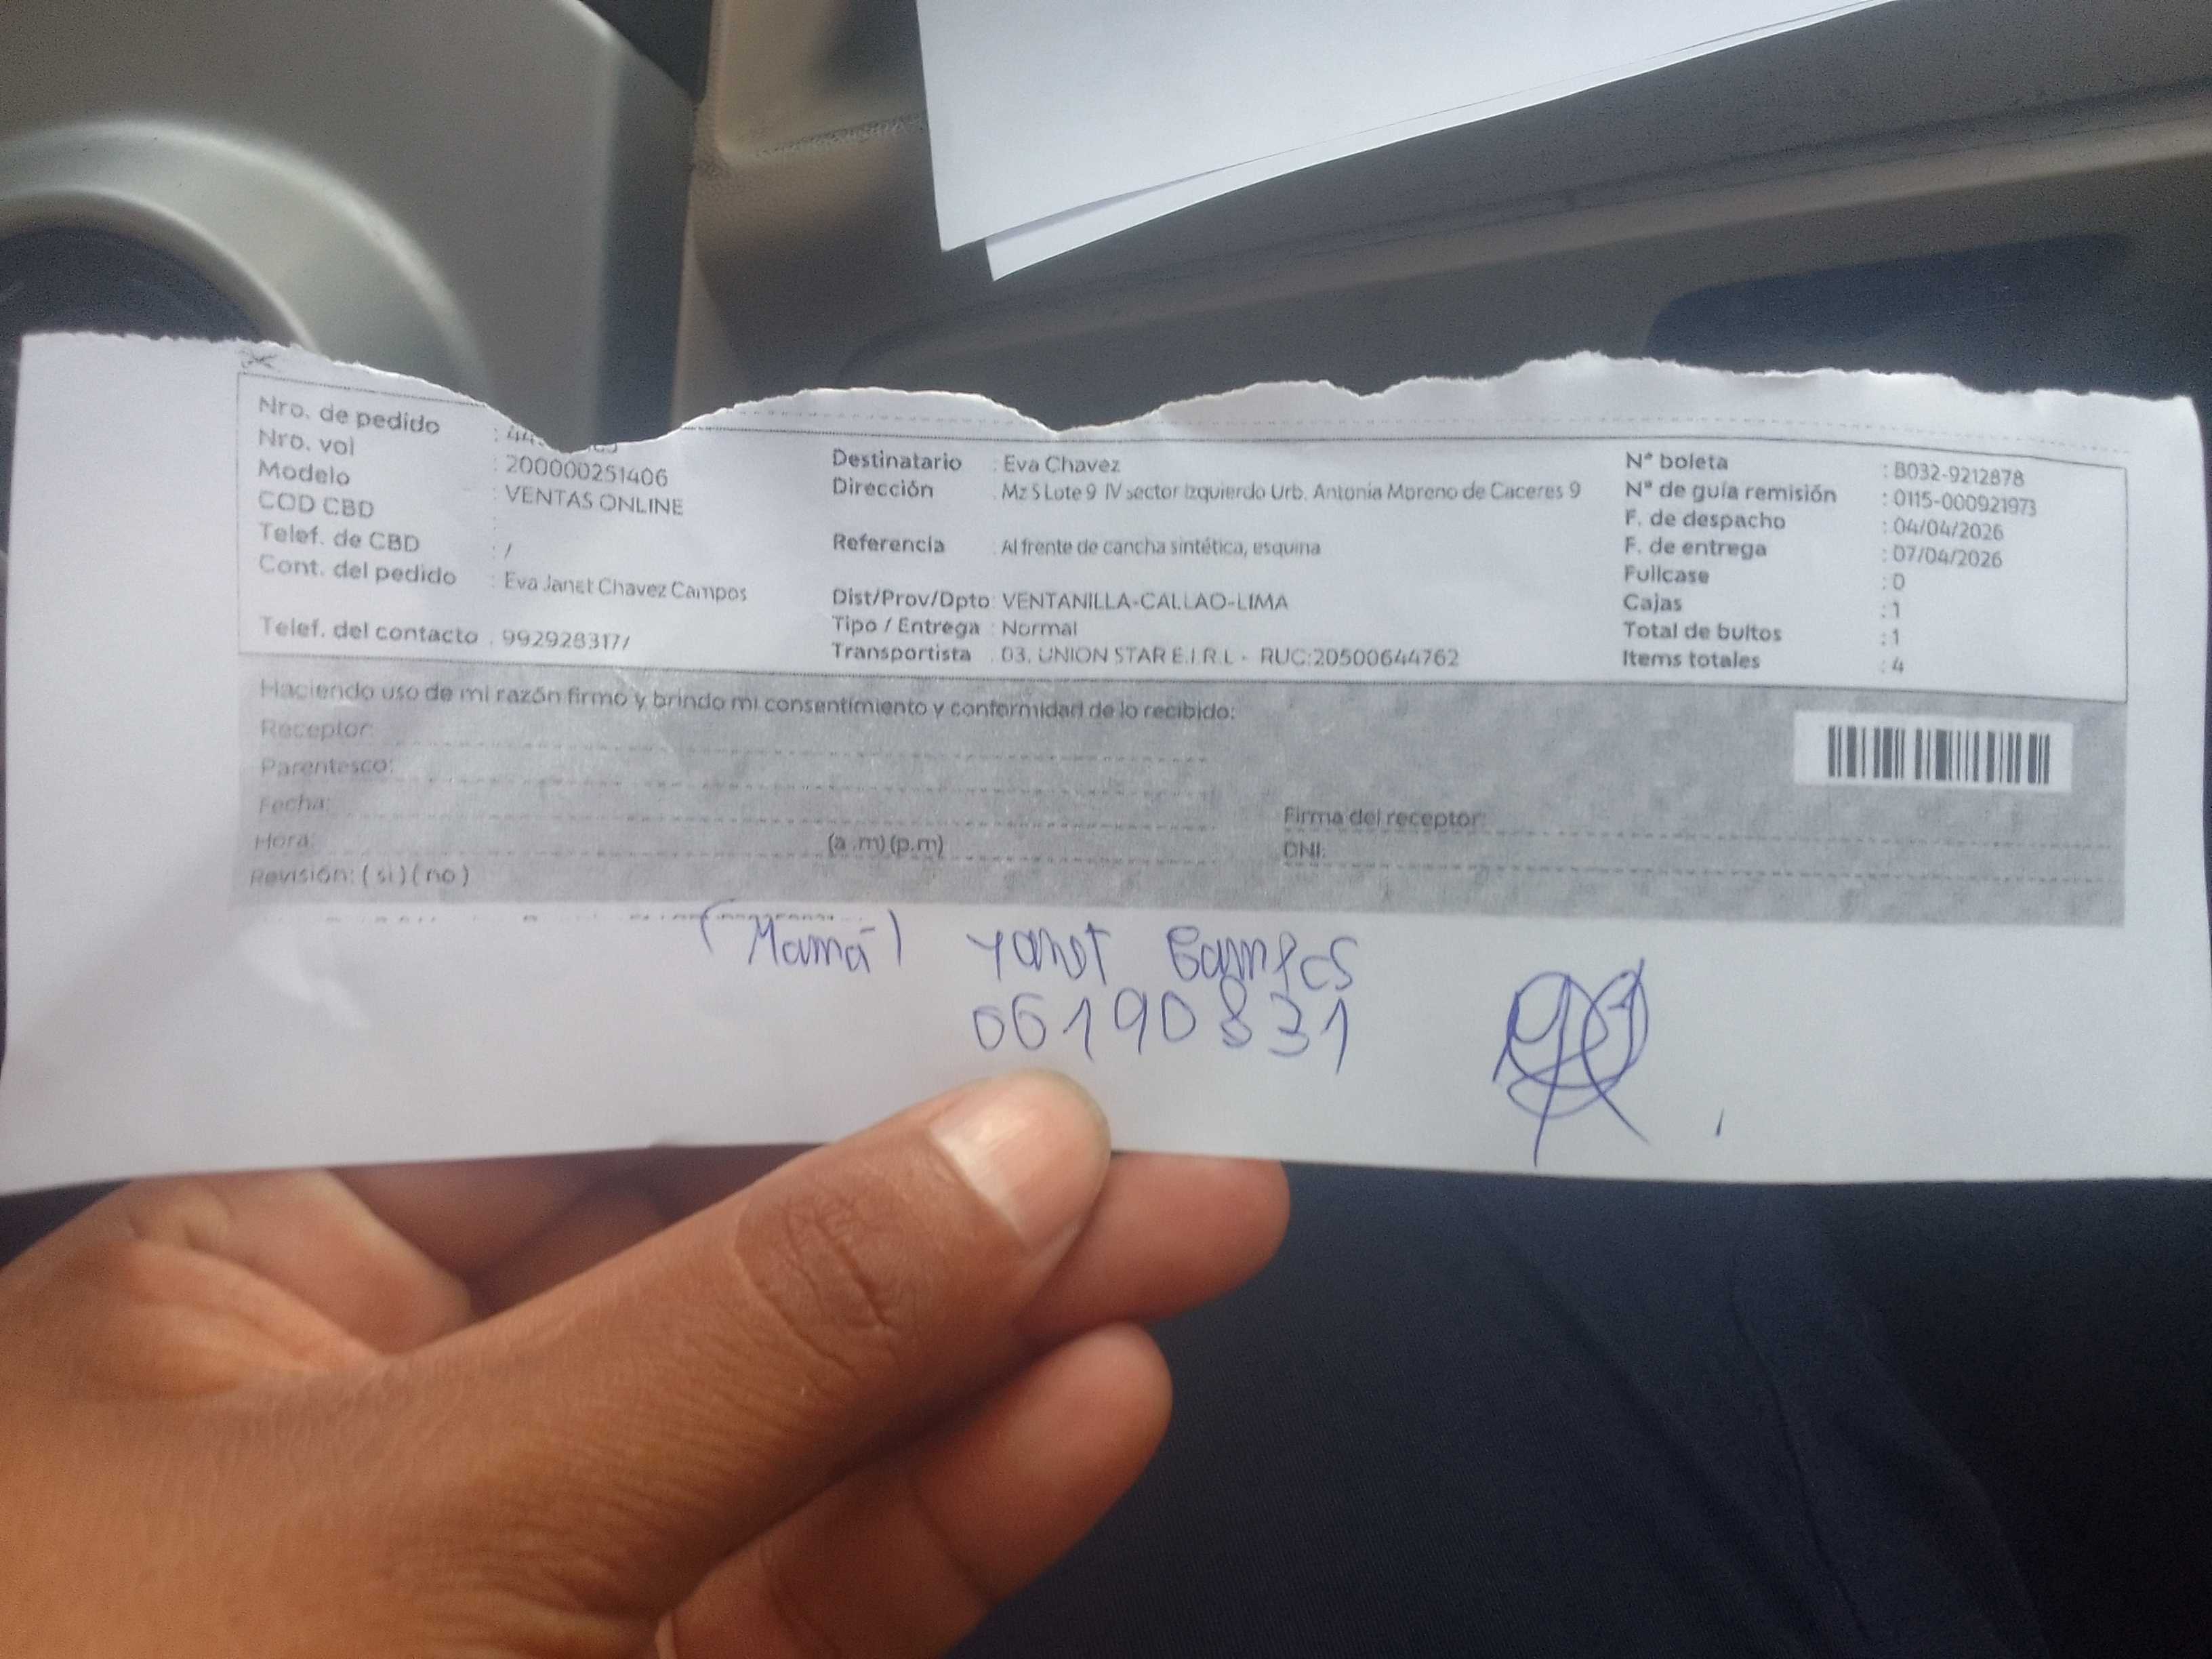 Nro. de pedido
Nro. vol : 200000251406
Modelo : VENTAS ONLINE
COD CBD :
Telef. de CBD : /
Cont. del pedido : Eva Janet Chavez Campos
Telef. del contacto : 992928317/
Destinatario : Eva Chavez
Dirección : Mz S Lote 9 IV sector Izquierdo Urb. Antonia Moreno de Caceres 9
Referencia : Al frente de cancha sintética, esquina
Dist/Prov/Dpto : VENTANILLA-CALLAO-LIMA
Tipo / Entrega : Normal
Transportista : 03. UNION STAR E.I.R.L - RUC:20500644762
N° boleta : B032-9212878
N° de guía remisión : 0115-000921973
F. de despacho : 04/04/2026
F. de entrega : 07/04/2026
Fullcase : 0
Cajas : 1
Total de bultos : 1
Items totales : 4
Haciendo uso de mi razón firmo y brindo mi consentimiento y conformidad de lo recibido:
Receptor:
Parentesco:
Fecha:
Hora: (a.m)(p.m)
Revisión: (si)(no)
Firma del receptor:
DNI:
(Mamá) Yanet Campos
06190831